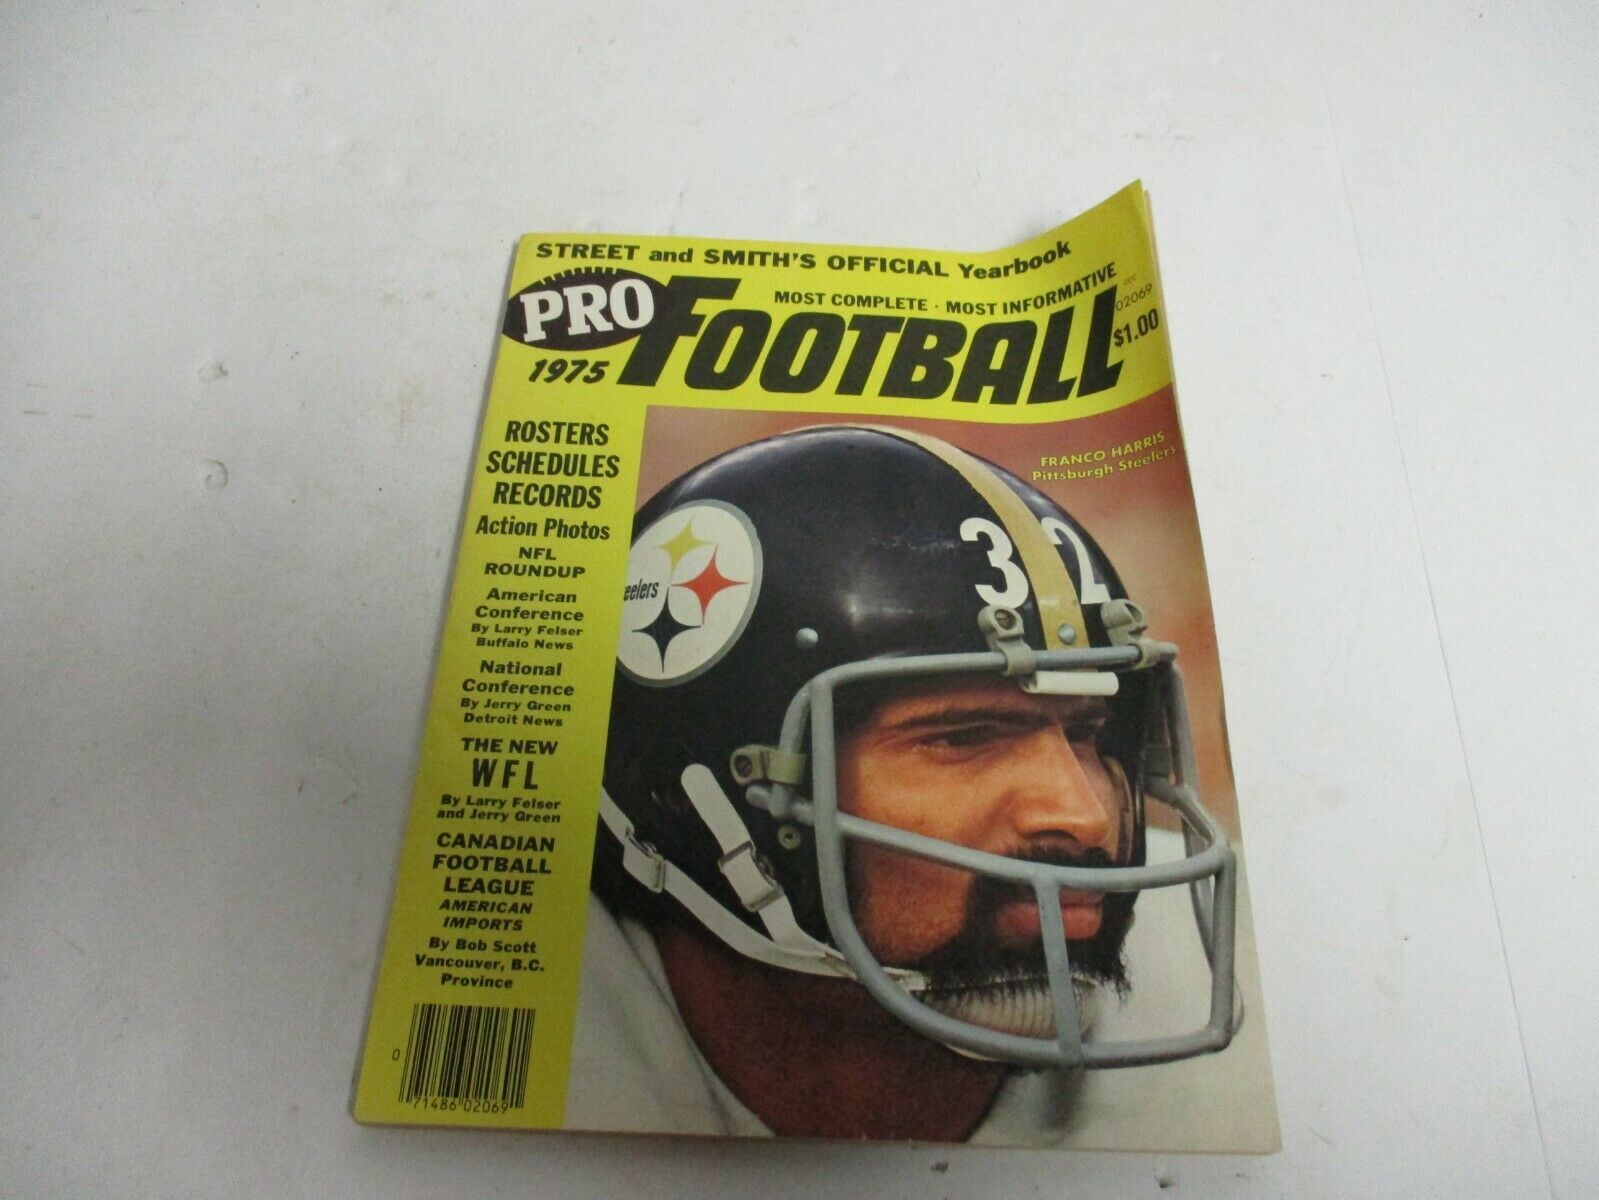 STREET and SMITH'S OFFICIAL Yearbook
MOST COMPLETE · MOST INFORMATIVE
02069
$1.00
PRO
FOOTBALL
1975
FRANCO HARRIS
Pittsburgh Steelers
ROSTERS
SCHEDULES
RECORDS
Action Photos
NFL
ROUNDUP
American
Conference
By Larry Felser
Buffalo News
National
Conference
By Jerry Green
Detroit News
THE NEW
WFL
By Larry Felser
and Jerry Green
CANADIAN
FOOTBALL
LEAGUE
AMERICAN
IMPORTS
By Bob Scott
Vancouver, B.C.
Province
eelers
32
0
71486 02069